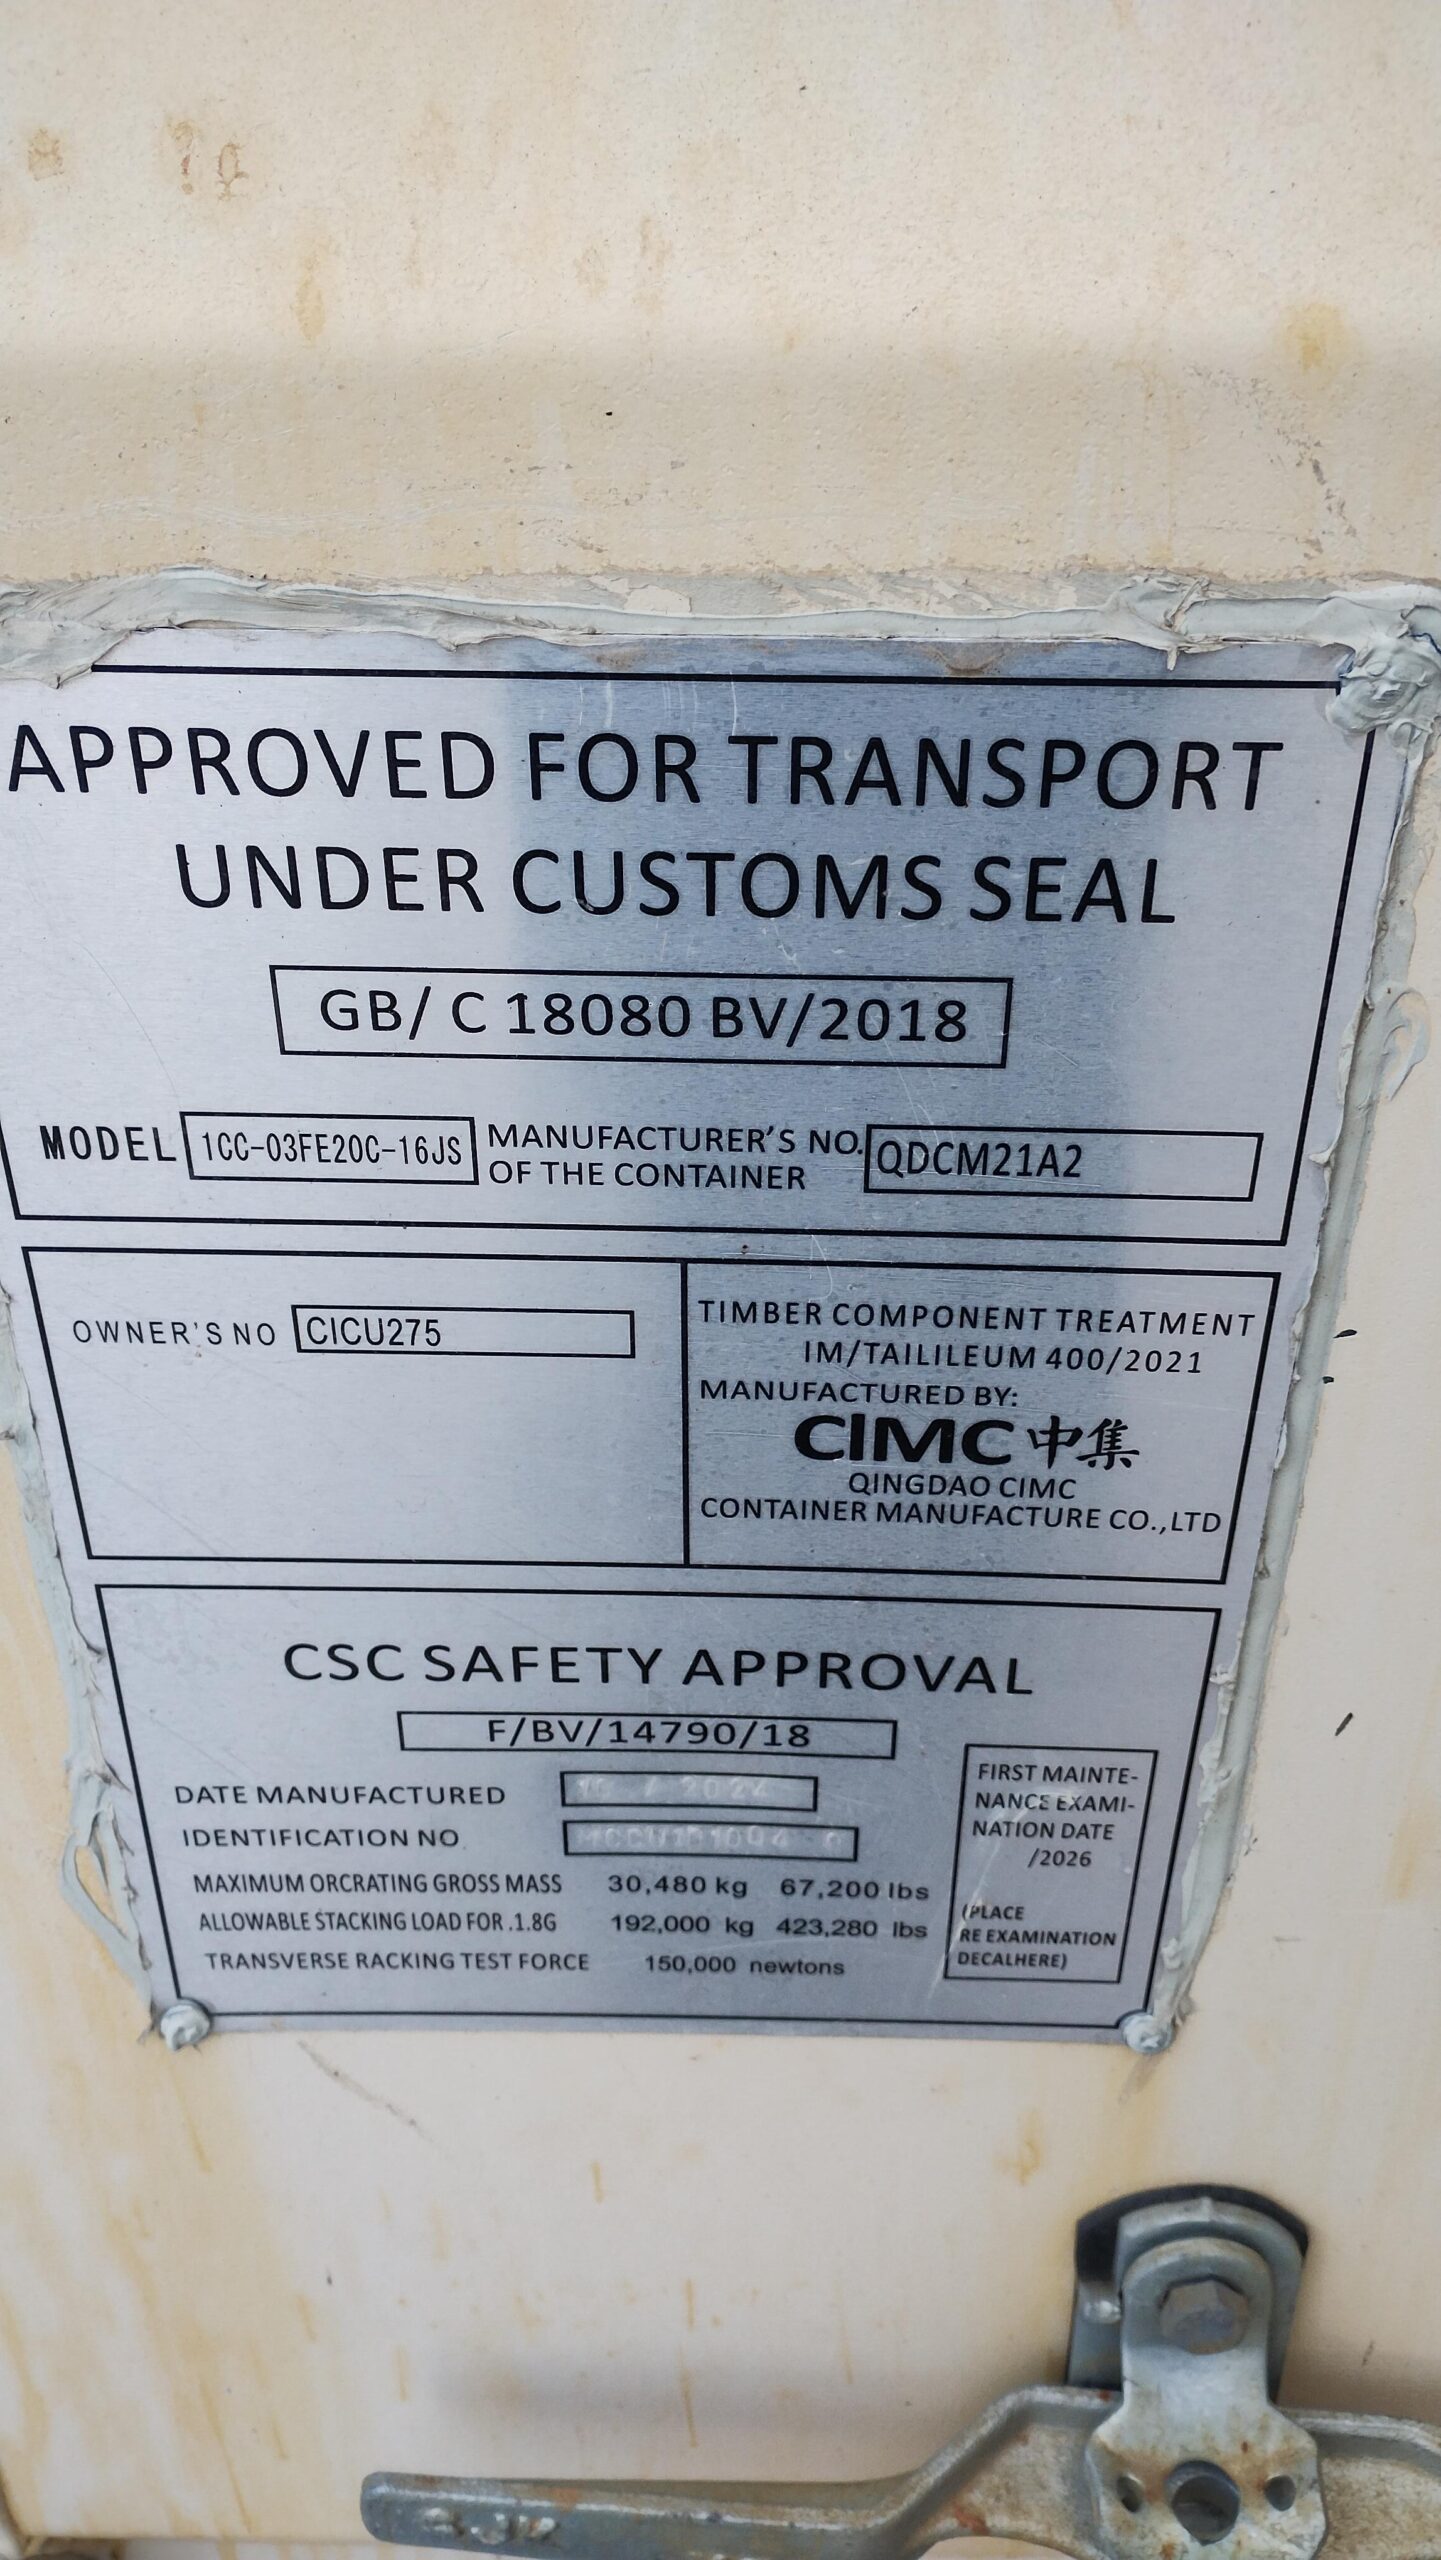 APPROVED FOR TRANSPORT
UNDER CUSTOMS SEAL
GB/ C 18080 BV/2018
MODEL 1CC-03FE20C-16JS MANUFACTURER'S NO. OF THE CONTAINER QDCM21A2
OWNER'S NO CICU275
TIMBER COMPONENT TREATMENT
IM/TAILILEUM 400/2021
MANUFACTURED BY:
CIMC 中集
QINGDAO CIMC
CONTAINER MANUFACTURE CO.,LTD
CSC SAFETY APPROVAL
F/BV/14790/18
DATE MANUFACTURED / 2024
IDENTIFICATION NO
MAXIMUM ORCRATING GROSS MASS 30,480 kg 67,200 lbs
ALLOWABLE STACKING LOAD FOR .1.8G 192,000 kg 423,280 lbs
TRANSVERSE RACKING TEST FORCE 150,000 newtons
FIRST MAINTE-
NANCE EXAMI-
NATION DATE
/2026
(PLACE
RE EXAMINATION
DECALHERE)